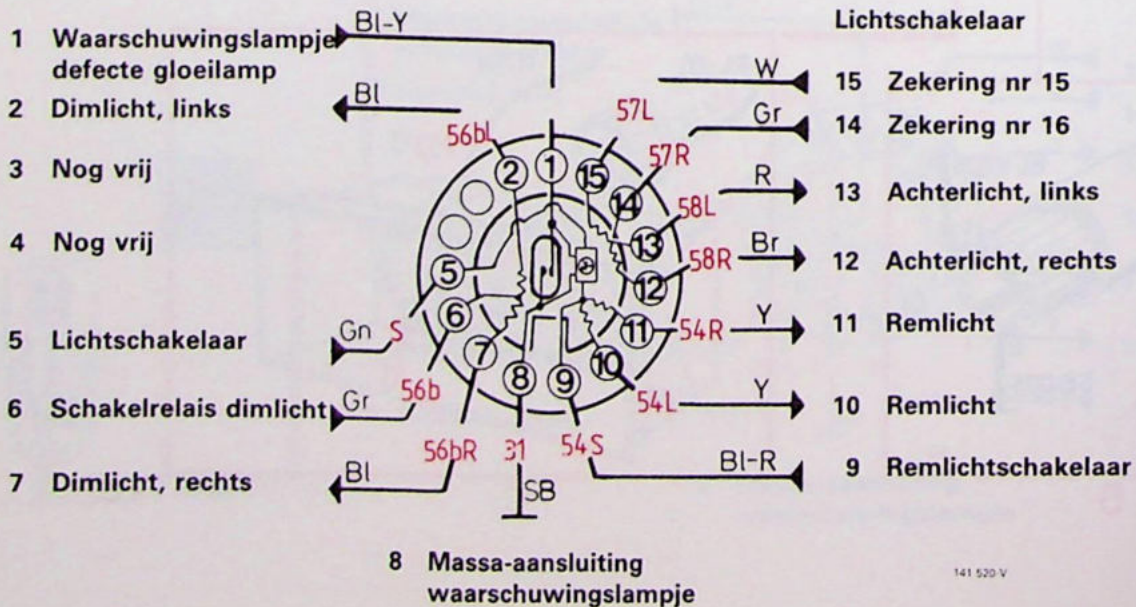 1 Waarschuwingslampje
defecte gloeilamp
Bl-Y
2 Dimlicht, links
Bl
56bL
3 Nog vrij
4 Nog vrij
5 Lichtschakelaar
Gn
S
6 Schakelrelais dimlicht
Gr
56b
7 Dimlicht, rechts
Bl
56bR
31
SB
8 Massa-aansluiting
waarschuwingslampje
1
2
5
6
7
8
9
10
11
12
13
14
15
Lichtschakelaar
W
15 Zekering nr 15
57L
Gr
14 Zekering nr 16
57R
R
13 Achterlicht, links
58L
Br
12 Achterlicht, rechts
58R
Y
11 Remlicht
54R
Y
10 Remlicht
54L
Bl-R
9 Remlichtschakelaar
54S
141 520-V